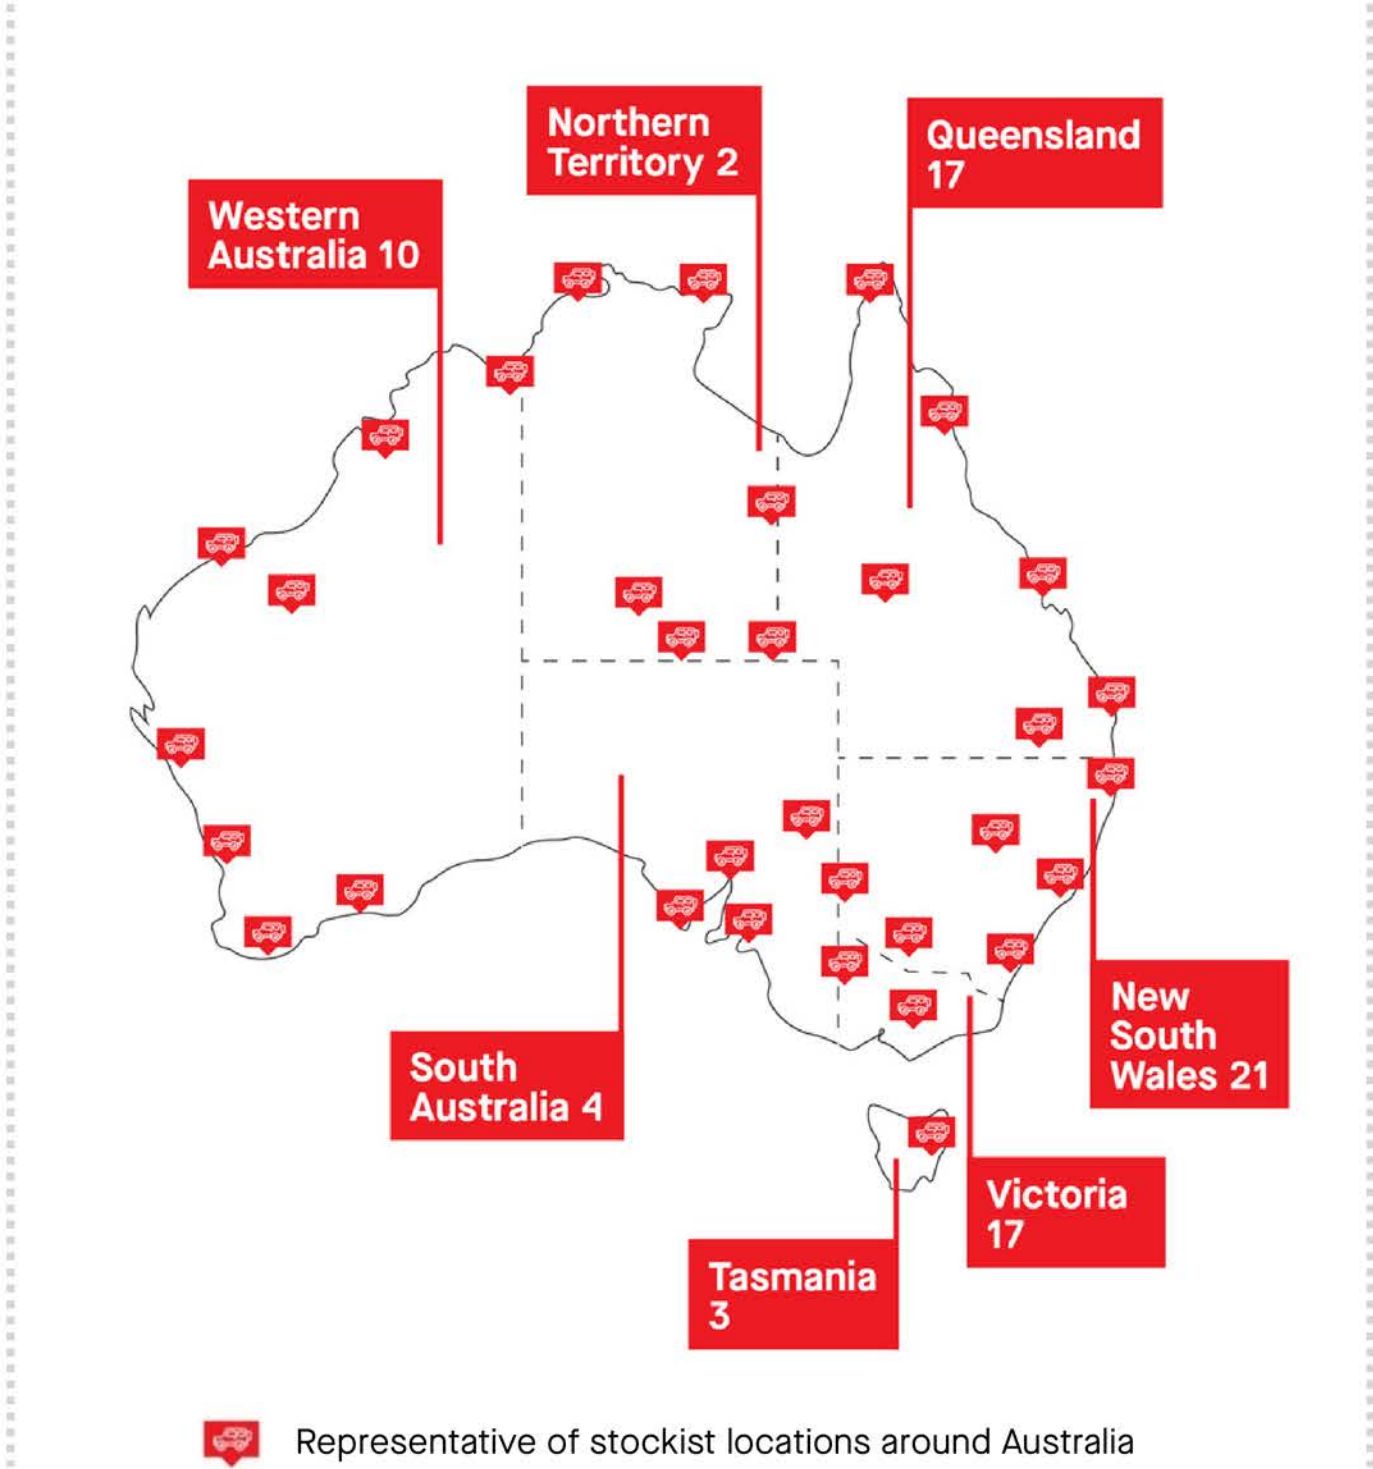 Northern
Territory 2
Queensland
17
Western
Australia 10
New
South
Wales 21
South
Australia 4
Victoria
17
Tasmania
3
Representative of stockist locations around Australia